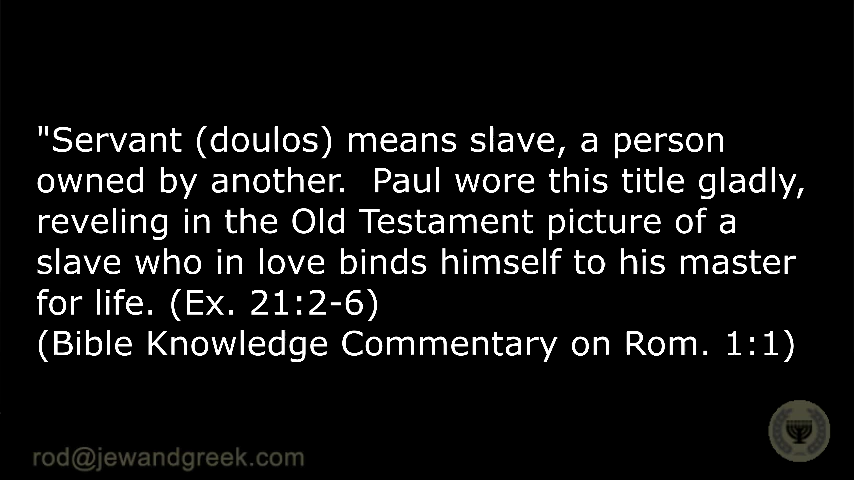 "Servant (doulos) means slave, a person
owned by another.  Paul wore this title gladly,
reveling in the Old Testament picture of a
slave who in love binds himself to his master
for life. (Ex. 21:2-6)
(Bible Knowledge Commentary on Rom. 1:1)
rod@jewandgreek.com